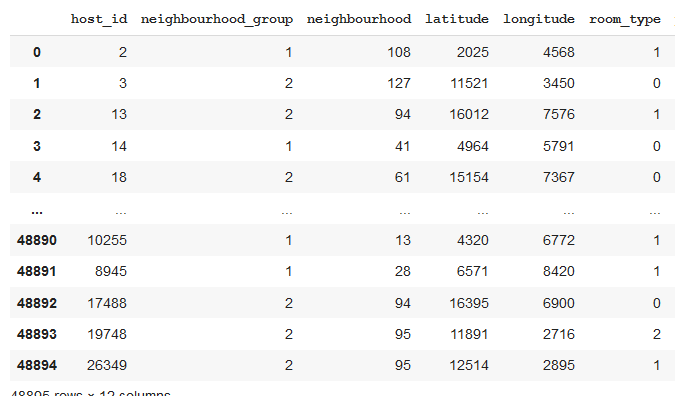 host_id neighbourhood_group neighbourhood latitude longitude room_type
0 2 1 108 2025 4568 1
1 3 2 127 11521 3450 0
2 13 2 94 16012 7576 1
3 14 1 41 4964 5791 0
4 18 2 61 15154 7367 0
... ... ... ... ... ... ...
48890 10255 1 13 4320 6772 1
48891 8945 1 28 6571 8420 1
48892 17488 2 94 16395 6900 0
48893 19748 2 95 11891 2716 2
48894 26349 2 95 12514 2895 1
48895 rows × 12 columns